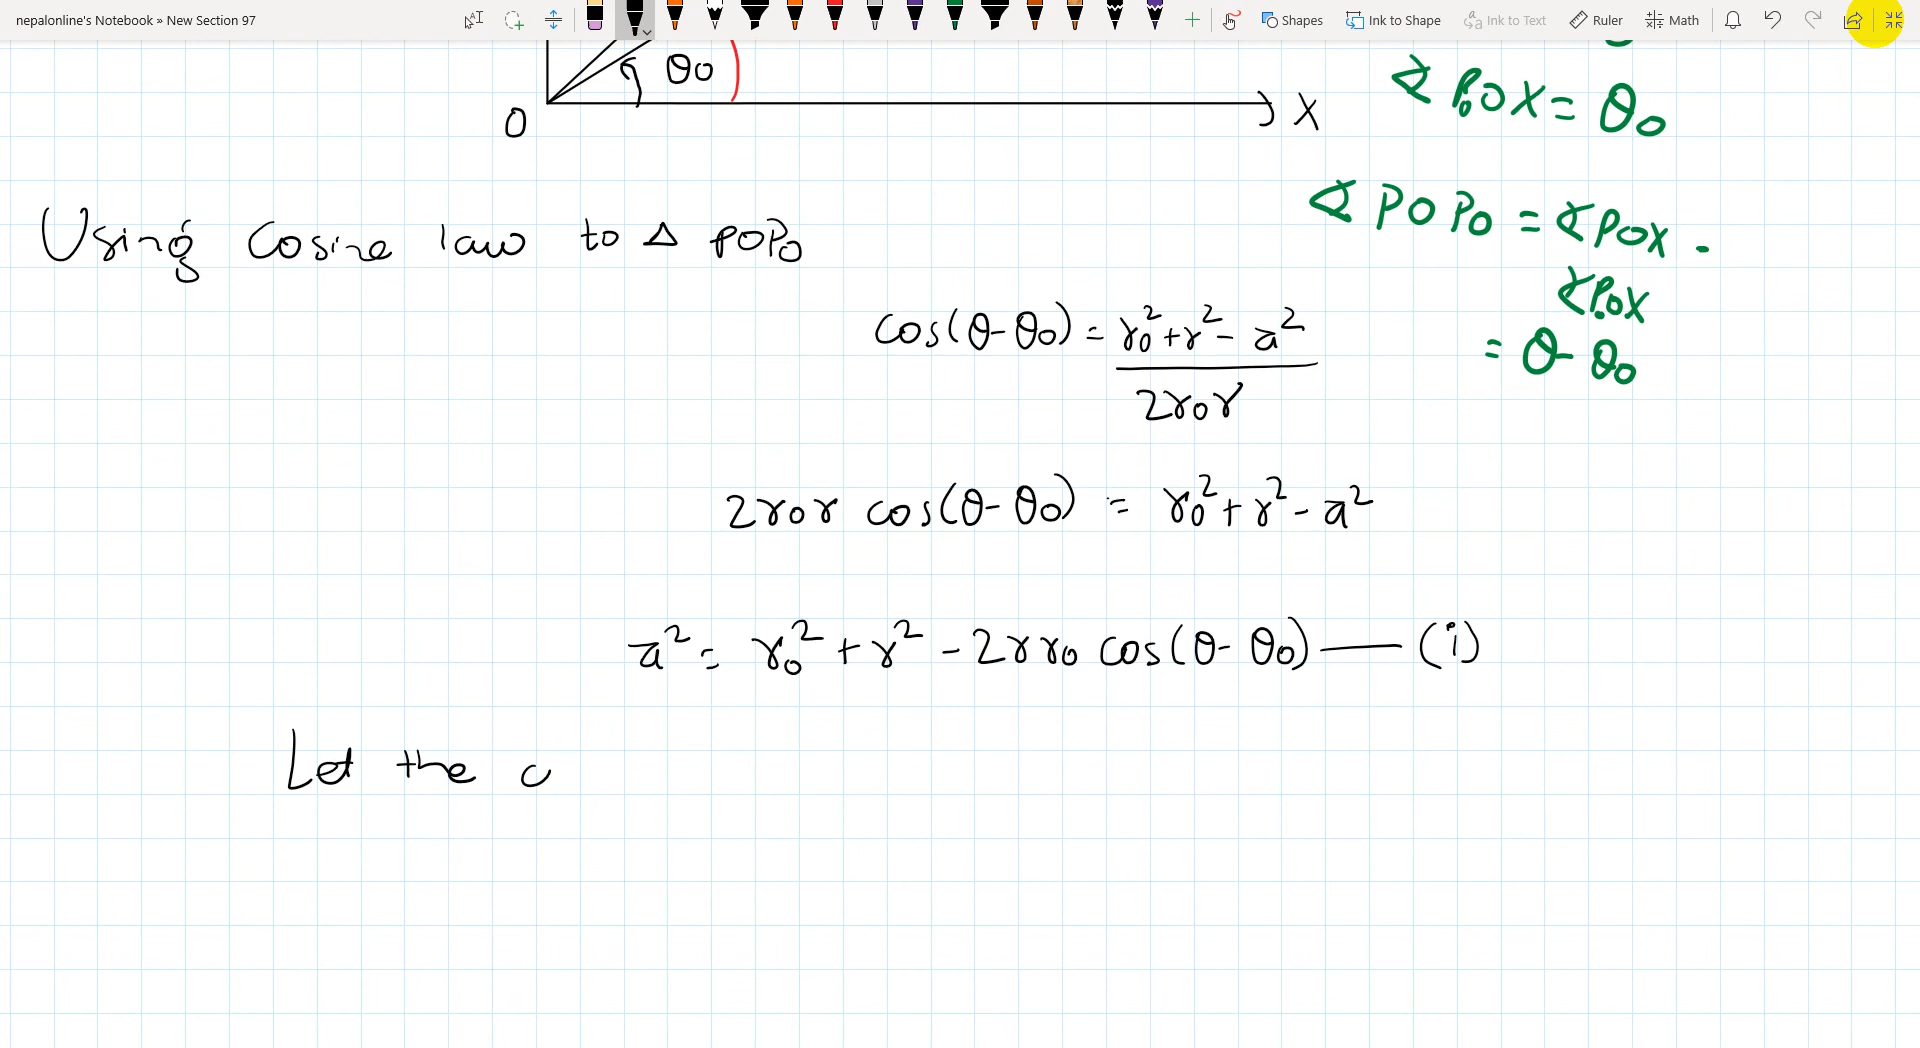 nepalonline's Notebook » New Section 97
Shapes
Ink to Shape
Ink to Text
Ruler
Math
θ₀
O
X
∢P₀OX = θ₀
∢POP₀ = ∢POX -
∢P₀OX
= θ - θ₀
Using Cosine law to △ POP₀
cos(θ-θ₀) = r₀²+r²-a²
2r₀r
2r₀r cos(θ-θ₀) = r₀²+r²-a²
a² = r₀²+r²-2rr₀ cos(θ-θ₀) — (i)
Let the c